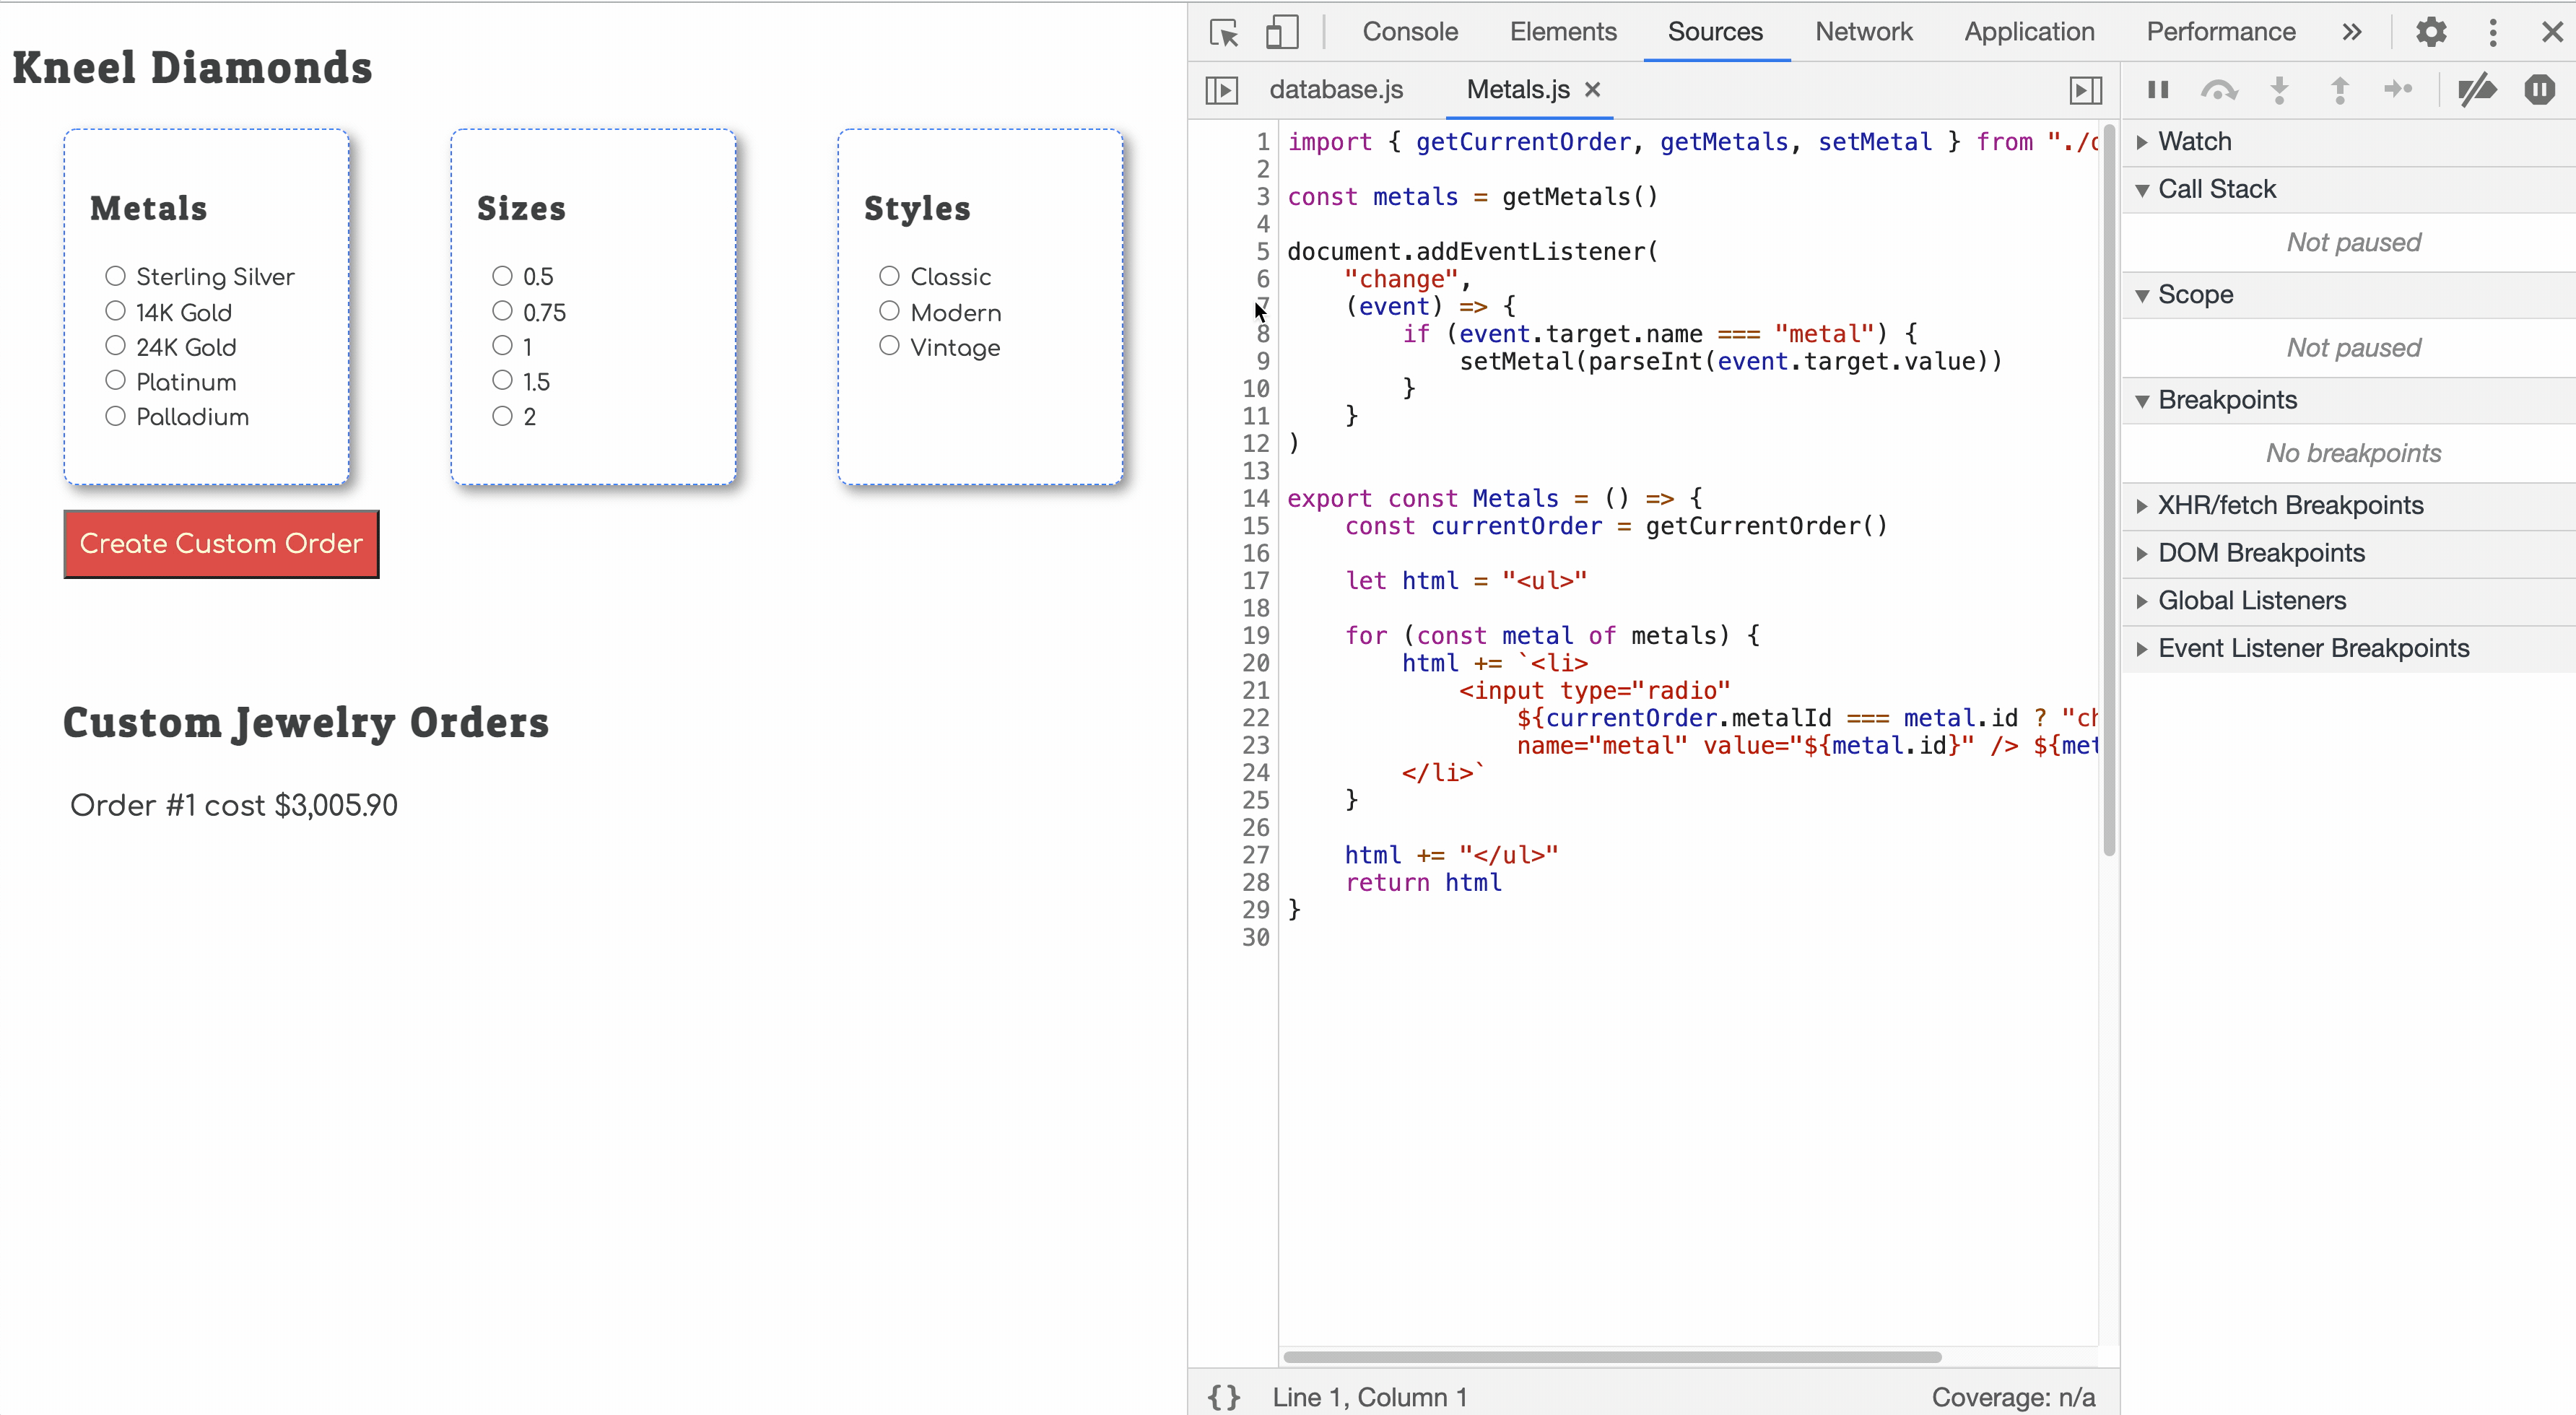 Kneel Diamonds
Metals
Sterling Silver
14K Gold
24K Gold
Platinum
Palladium
Sizes
0.5
0.75
1
1.5
2
Styles
Classic
Modern
Vintage
Create Custom Order
Custom Jewelry Orders
Order #1 cost $3,005.90
Console Elements Sources Network Application Performance »
database.js Metals.js ×
1 import { getCurrentOrder, getMetals, setMetal } from "./
2
3 const metals = getMetals()
4
5 document.addEventListener(
6 "change",
7 (event) => {
8 if (event.target.name === "metal") {
9 setMetal(parseInt(event.target.value))
10 }
11 }
12 )
13
14 export const Metals = () => {
15 const currentOrder = getCurrentOrder()
16
17 let html = "<ul>"
18
19 for (const metal of metals) {
20 html += `<li>
21 <input type="radio"
22 ${currentOrder.metalId === metal.id ? "ch
23 name="metal" value="${metal.id}" /> ${met
24 </li>`
25 }
26
27 html += "</ul>"
28 return html
29 }
30
{} Line 1, Column 1 Coverage: n/a
Watch
Call Stack
Not paused
Scope
Not paused
Breakpoints
No breakpoints
XHR/fetch Breakpoints
DOM Breakpoints
Global Listeners
Event Listener Breakpoints